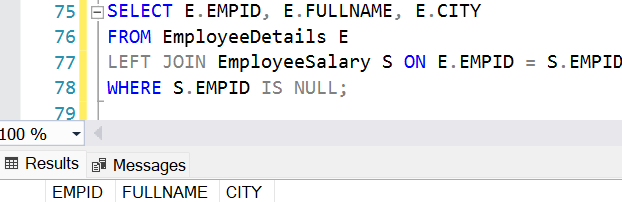 75 SELECT E.EMPID, E.FULLNAME, E.CITY
76 FROM EmployeeDetails E
77 LEFT JOIN EmployeeSalary S ON E.EMPID = S.EMPID
78 WHERE S.EMPID IS NULL;
79
100 %
Results Messages
EMPID FULLNAME CITY